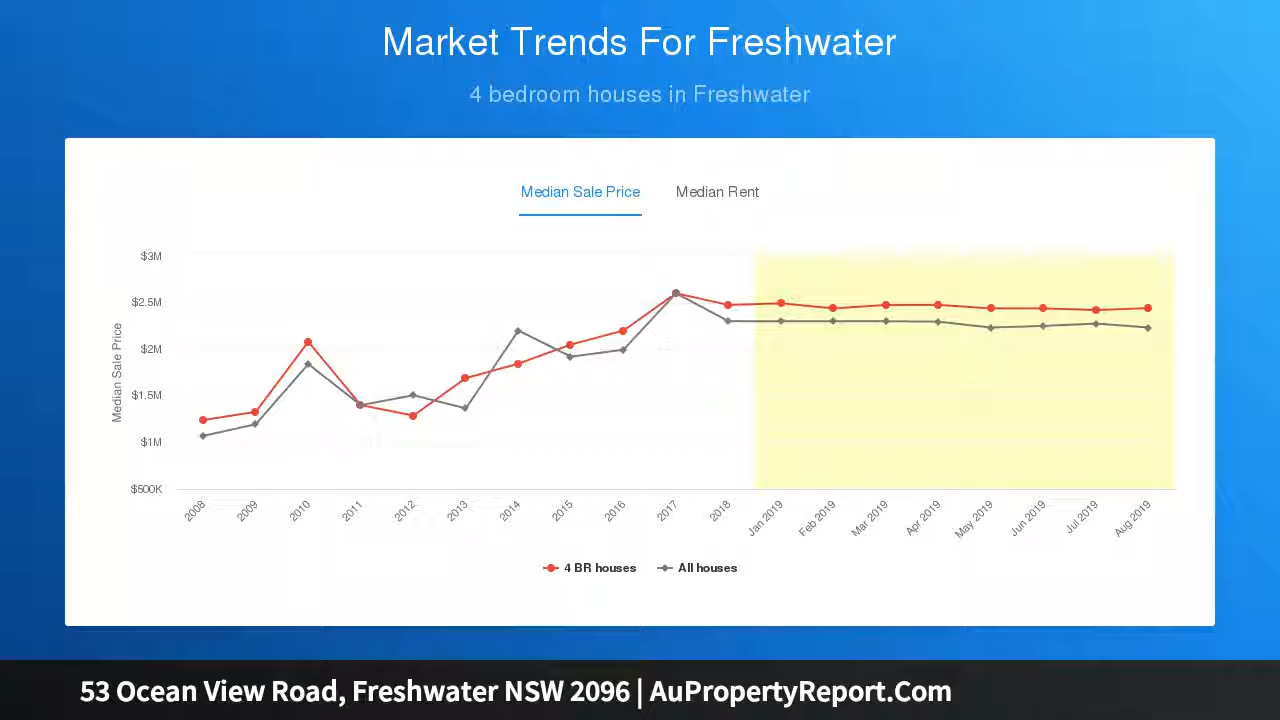 Market Trends For Freshwater
4 bedroom houses in Freshwater
Median Sale Price Median Rent
$3M
$2.5M
$2M
$1.5M
$1M
$500K
Median Sale Price
2008 2009 2010 2011 2012 2013 2014 2015 2016 2017 2018 Jan 2019 Feb 2019 Mar 2019 Apr 2019 May 2019 Jun 2019 Jul 2019 Aug 2019
4 BR houses All houses
53 Ocean View Road, Freshwater NSW 2096 | AuPropertyReport.Com